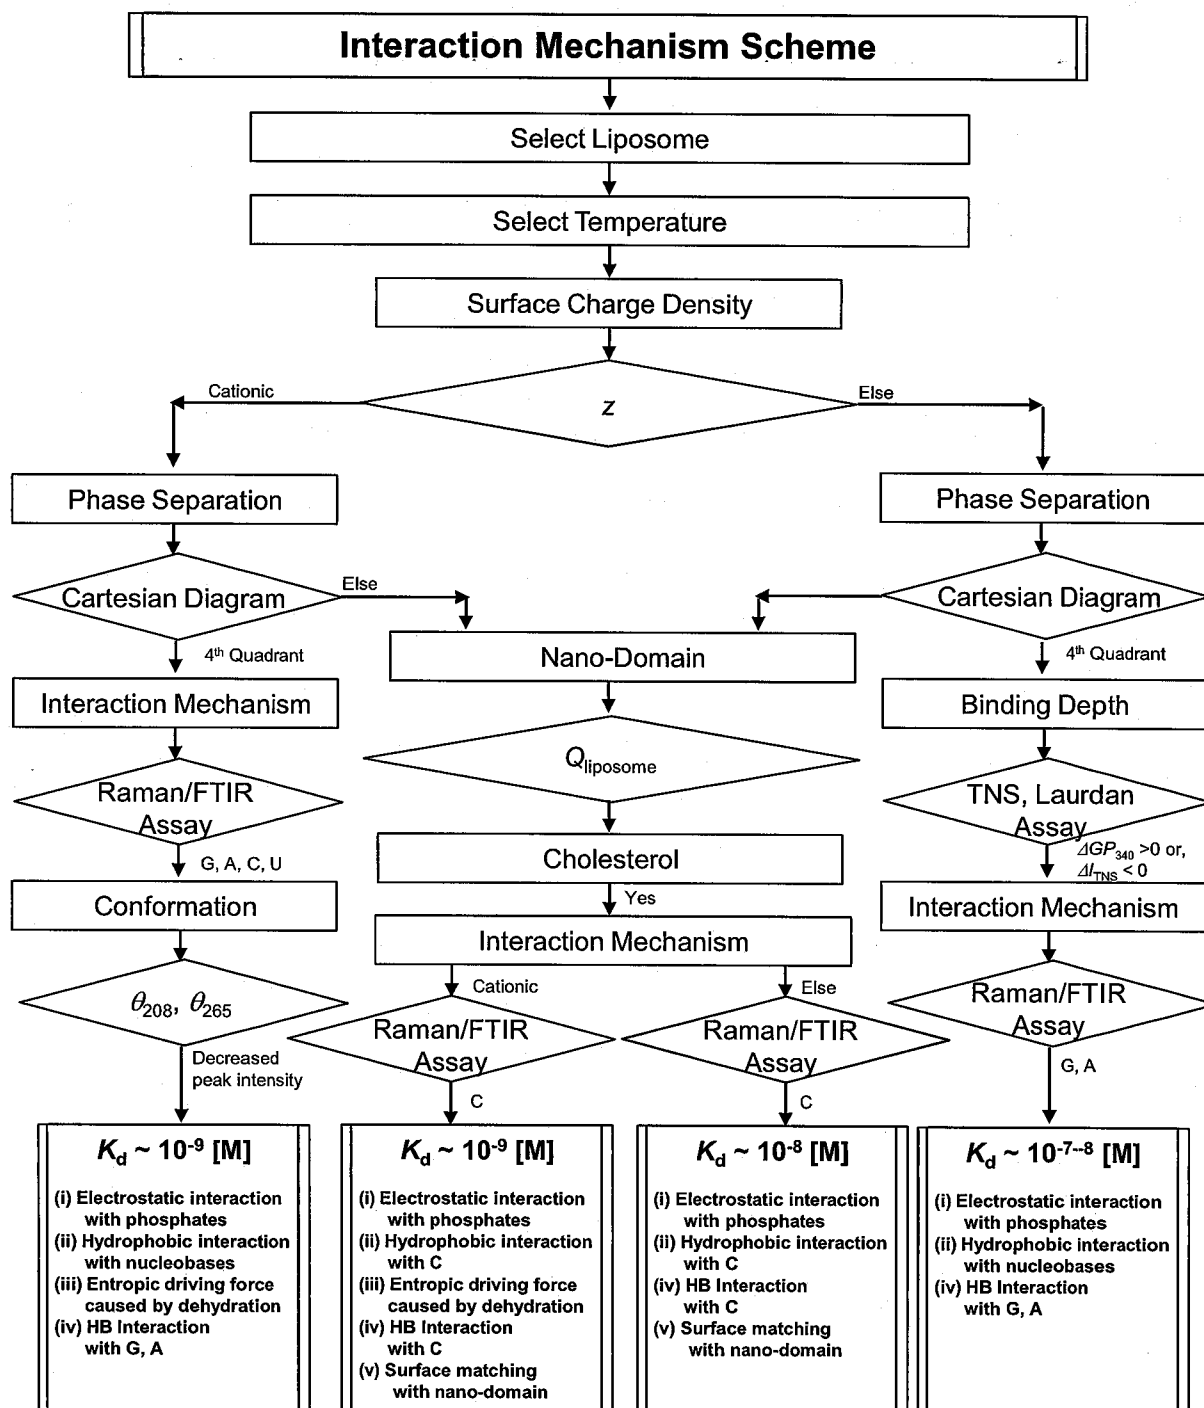 Interaction Mechanism Scheme
Select Liposome
Select Temperature
Surface Charge Density
Cationic
z
Else
Phase Separation
Phase Separation
Cartesian Diagram
Else
Cartesian Diagram
4th Quadrant
Nano-Domain
4th Quadrant
Interaction Mechanism
Binding Depth
Qliposome
Raman/FTIR
Assay
TNS, Laurdan
Assay
G, A, C, U
Cholesterol
ΔGP340 >0 or,
ΔITNS < 0
Conformation
Yes
Interaction Mechanism
Interaction Mechanism
Cationic
Else
θ208, θ265
Raman/FTIR
Assay
Raman/FTIR
Assay
Raman/FTIR
Assay
Decreased
peak intensity
C
C
G, A
Kd ~ 10-9 [M]
(i) Electrostatic interaction
with phosphates
(ii) Hydrophobic interaction
with nucleobases
(iii) Entropic driving force
caused by dehydration
(iv) HB Interaction
with G, A
Kd ~ 10-9 [M]
(i) Electrostatic interaction
with phosphates
(ii) Hydrophobic interaction
with C
(iii) Entropic driving force
caused by dehydration
(iv) HB Interaction
with C
(v) Surface matching
with nano-domain
Kd ~ 10-8 [M]
(i) Electrostatic interaction
with phosphates
(ii) Hydrophobic interaction
with C
(iv) HB Interaction
with C
(v) Surface matching
with nano-domain
Kd ~ 10-7--8 [M]
(i) Electrostatic interaction
with phosphates
(ii) Hydrophobic interaction
with nucleobases
(iv) HB Interaction
with G, A